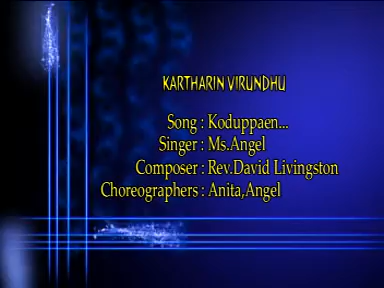 KARTHARIN VIRUNDHU
Song : Koduppaen...
Singer : Ms.Angel
Composer : Rev.David Livingston
Choreographers : Anita,Angel